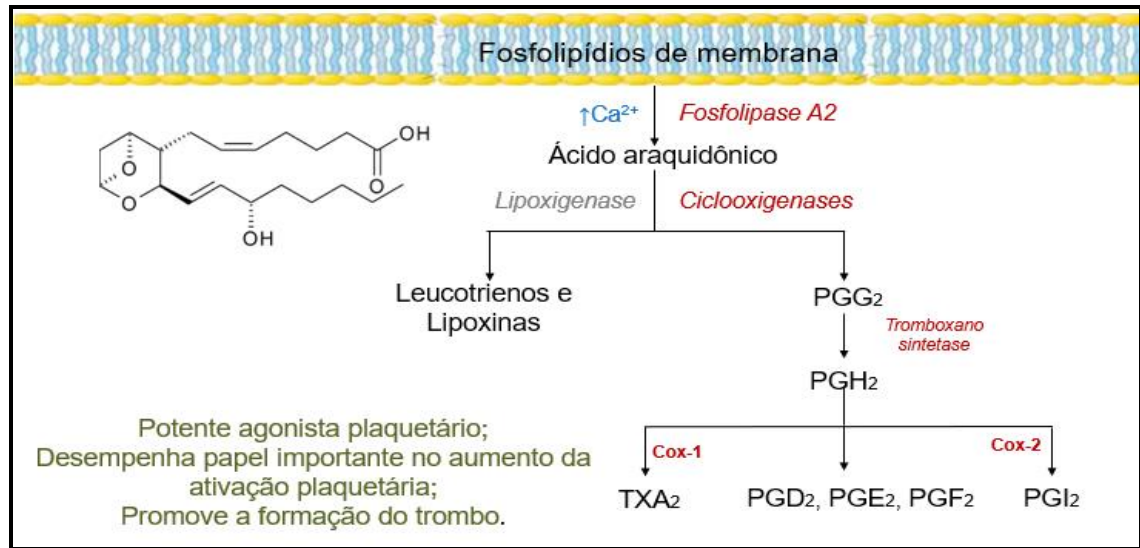 Fosfolipídios de membrana
↑Ca²⁺
Fosfolipase A2
Ácido araquidônico
Lipoxigenase
Ciclooxigenases
OH
O
O
O
OH
Leucotrienos e
Lipoxinas
PGG₂
Tromboxano
sintetase
PGH₂
Cox-1
Cox-2
TXA₂
PGD₂, PGE₂, PGF₂
PGI₂
Potente agonista plaquetário;
Desempenha papel importante no aumento da
ativação plaquetária;
Promove a formação do trombo.